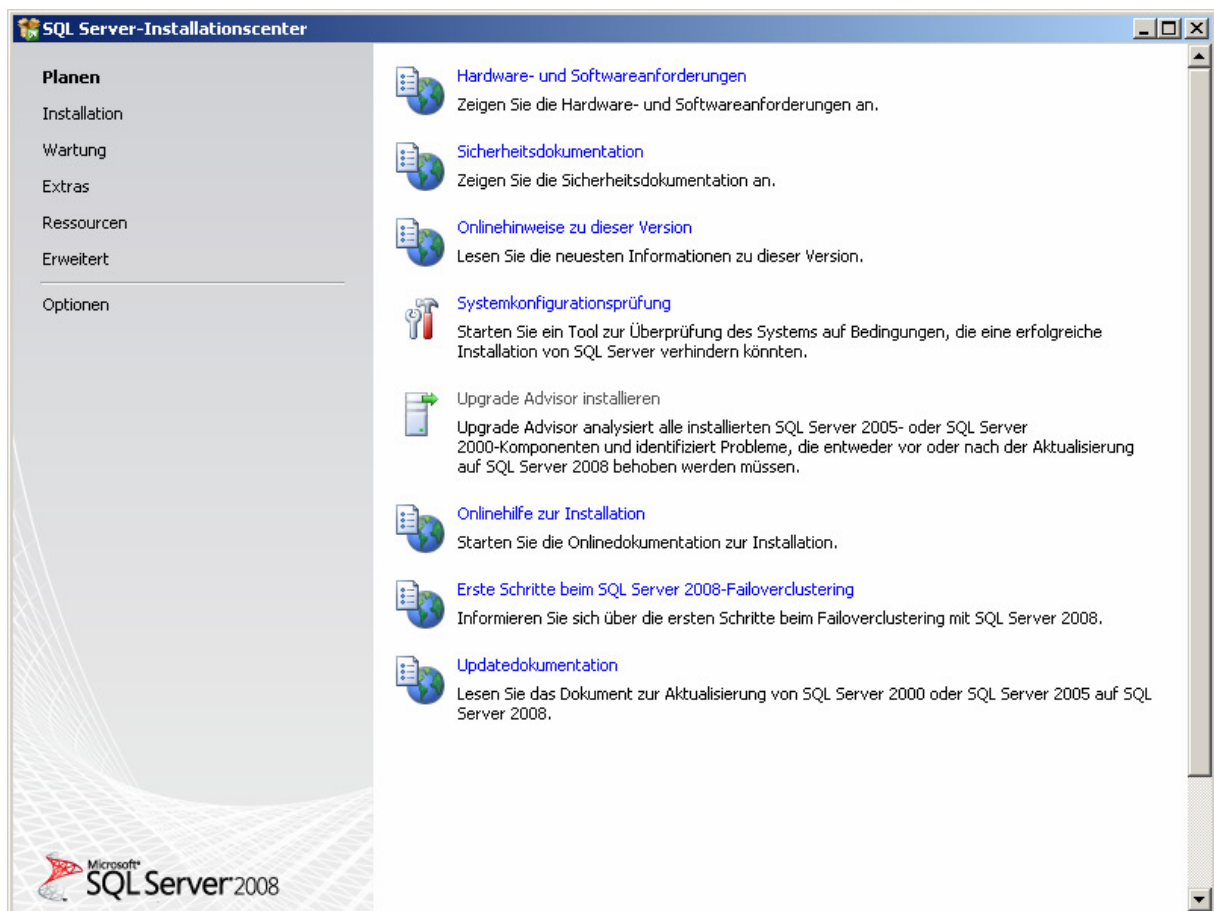 SQL Server-Installationscenter
Planen
Installation
Wartung
Extras
Ressourcen
Erweitert
Optionen
Hardware- und Softwareanforderungen
Zeigen Sie die Hardware- und Softwareanforderungen an.
Sicherheitsdokumentation
Zeigen Sie die Sicherheitsdokumentation an.
Onlinehinweise zu dieser Version
Lesen Sie die neuesten Informationen zu dieser Version.
Systemkonfigurationsprüfung
Starten Sie ein Tool zur Überprüfung des Systems auf Bedingungen, die eine erfolgreiche
Installation von SQL Server verhindern könnten.
Upgrade Advisor installieren
Upgrade Advisor analysiert alle installierten SQL Server 2005- oder SQL Server
2000-Komponenten und identifiziert Probleme, die entweder vor oder nach der Aktualisierung
auf SQL Server 2008 behoben werden müssen.
Onlinehilfe zur Installation
Starten Sie die Onlinedokumentation zur Installation.
Erste Schritte beim SQL Server 2008-Failoverclustering
Informieren Sie sich über die ersten Schritte beim Failoverclustering mit SQL Server 2008.
Updatedokumentation
Lesen Sie das Dokument zur Aktualisierung von SQL Server 2000 oder SQL Server 2005 auf SQL
Server 2008.
Microsoft®
SQL Server 2008